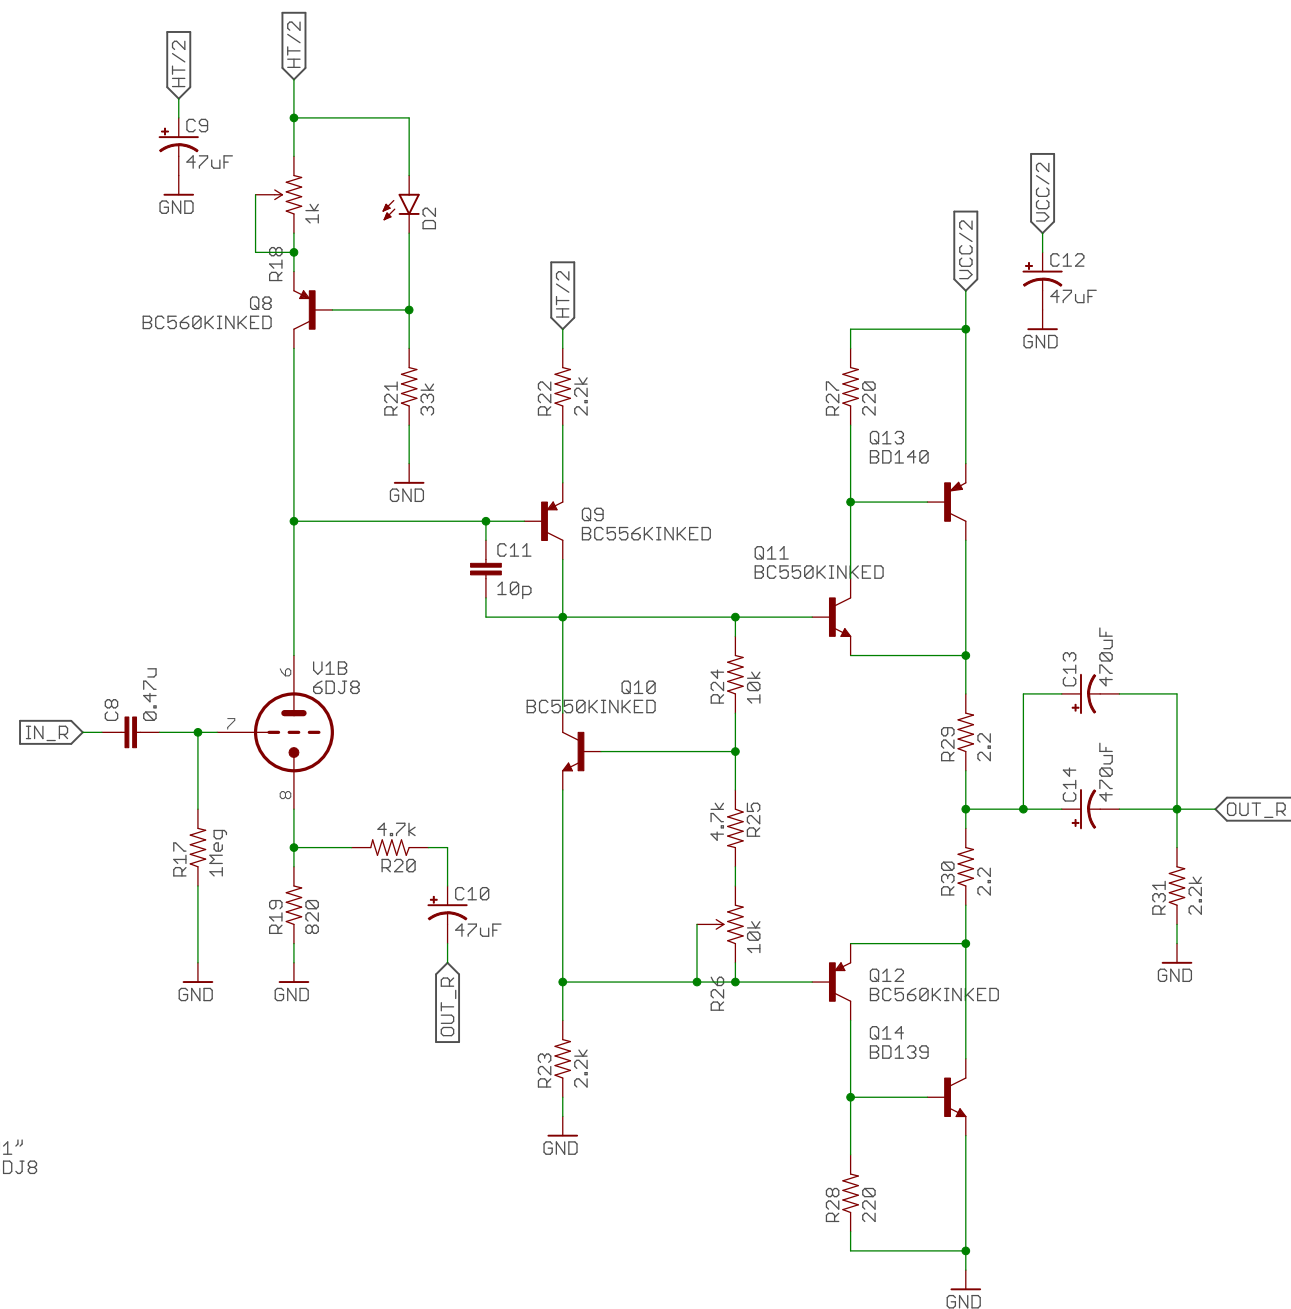 HT/2
HT/2
C9
47uF
GND
1k
R18
D2
Q8
BC560KINKED
VCC/2
VCC/2
C12
47uF
GND
HT/2
R21
33k
GND
R22
2.2k
R27
220
Q13
BD140
Q9
BC556KINKED
C11
10p
Q11
BC550KINKED
6
V1B
6DJ8
C8
0.47u
IN_R
7
8
Q10
BC550KINKED
R24
10k
R29
2.2
C13
470uF
C14
470uF
OUT_R
R17
1Meg
GND
4.7k
R20
R19
820
GND
C10
47uF
OUT_R
4.7k
R25
10k
R26
R30
2.2
R31
2.2k
GND
Q12
BC560KINKED
Q14
BD139
R23
2.2k
GND
R28
220
GND
1"
DJ8